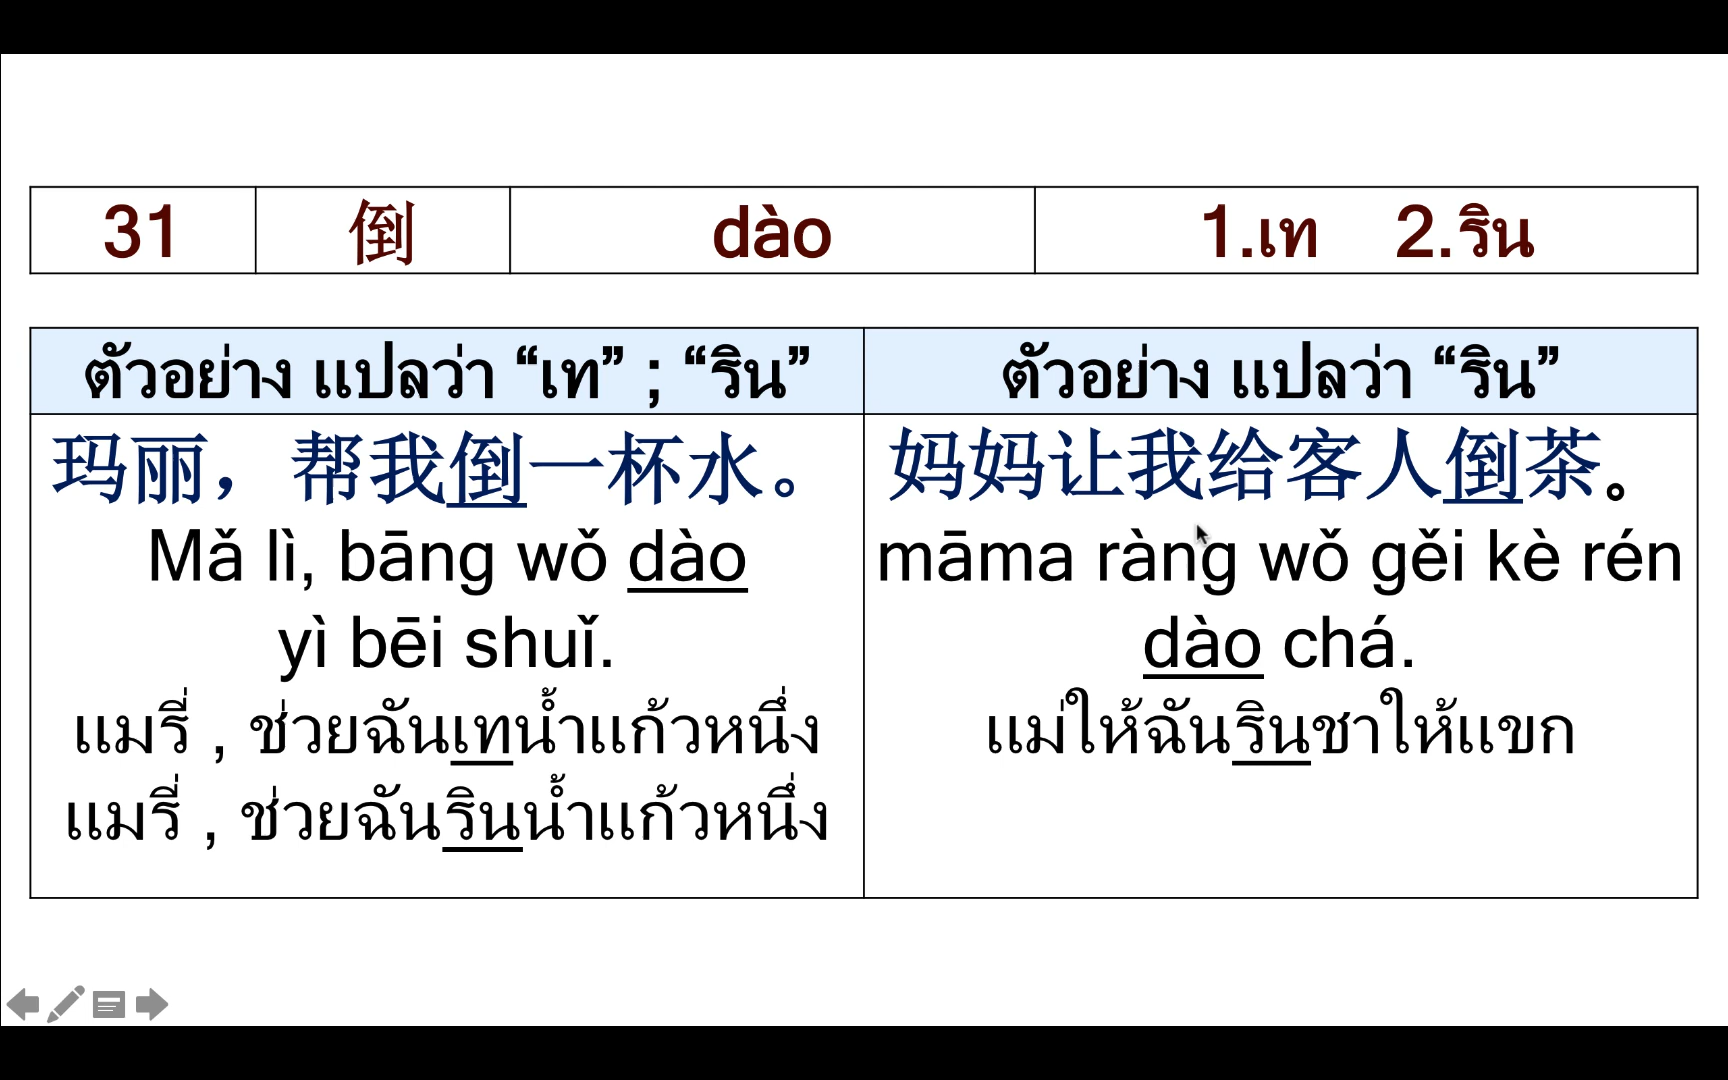 31 倒 dào 1.เท 2.ริน
ตัวอย่าง แปลว่า “เท” ; “ริน”
玛丽，帮我倒一杯水。
Mǎ lì, bāng wǒ dào
yì bēi shuǐ.
แมรี่ , ช่วยฉันเทน้ำแก้วหนึ่ง
แมรี่ , ช่วยฉันรินน้ำแก้วหนึ่ง
ตัวอย่าง แปลว่า “ริน”
妈妈让我给客人倒茶。
māma ràng wǒ gěi kè rén
dào chá.
แม่ให้ฉันรินชาให้แขก